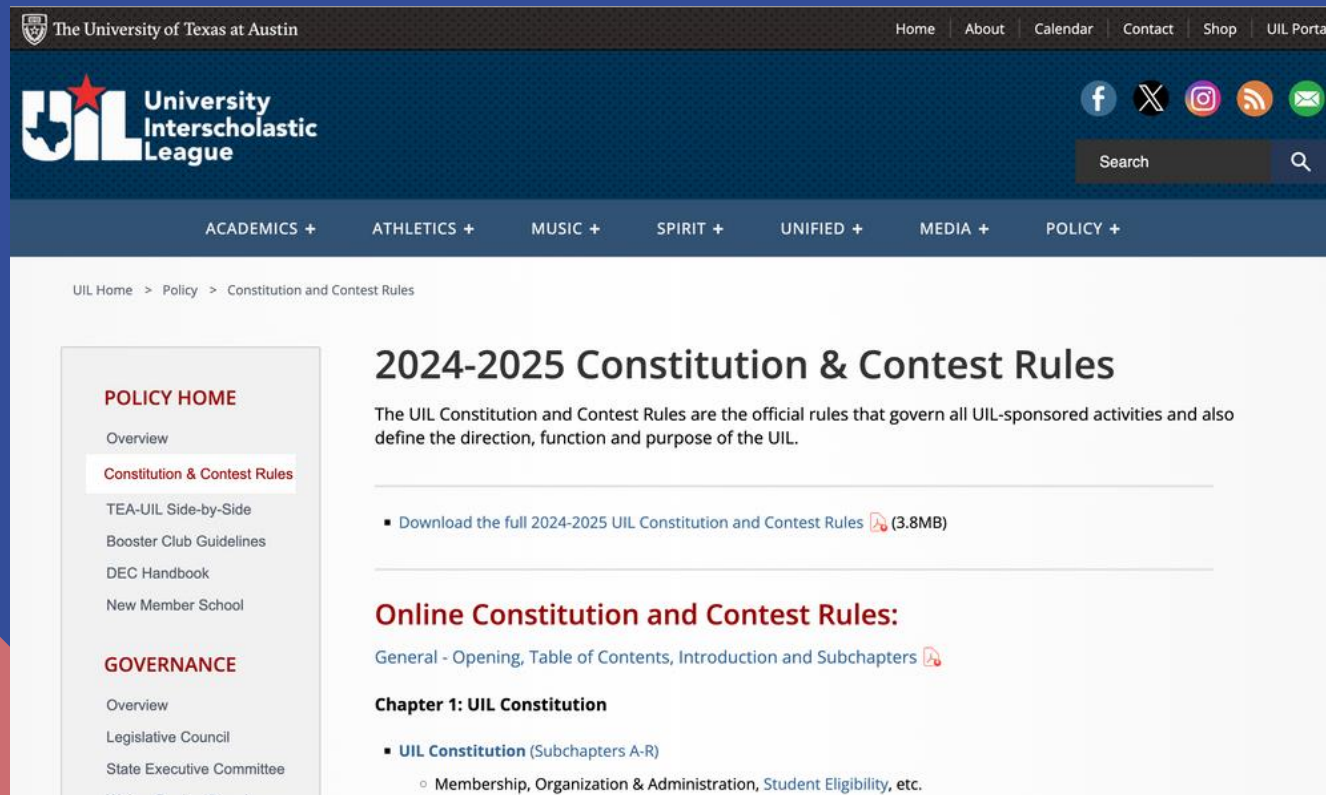 The University of Texas at Austin
Home About Calendar Contact Shop UIL Porta
UIL University
Interscholastic
League
Search
ACADEMICS + ATHLETICS + MUSIC + SPIRIT + UNIFIED + MEDIA + POLICY +
UIL Home > Policy > Constitution and Contest Rules
POLICY HOME
Overview
Constitution & Contest Rules
TEA-UIL Side-by-Side
Booster Club Guidelines
DEC Handbook
New Member School
GOVERNANCE
Overview
Legislative Council
State Executive Committee
2024-2025 Constitution & Contest Rules
The UIL Constitution and Contest Rules are the official rules that govern all UIL-sponsored activities and also
define the direction, function and purpose of the UIL.
▪ Download the full 2024-2025 UIL Constitution and Contest Rules (3.8MB)
Online Constitution and Contest Rules:
General - Opening, Table of Contents, Introduction and Subchapters
Chapter 1: UIL Constitution
▪ UIL Constitution (Subchapters A-R)
◦ Membership, Organization & Administration, Student Eligibility, etc.